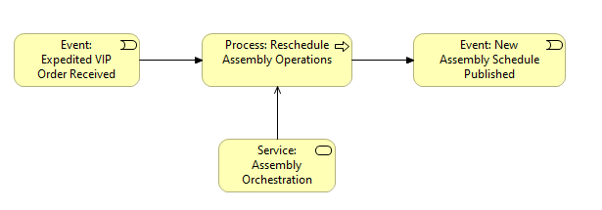 Event:
Expedited VIP
Order Received
Process: Reschedule
Assembly Operations
Event: New
Assembly Schedule
Published
Service:
Assembly
Orchestration